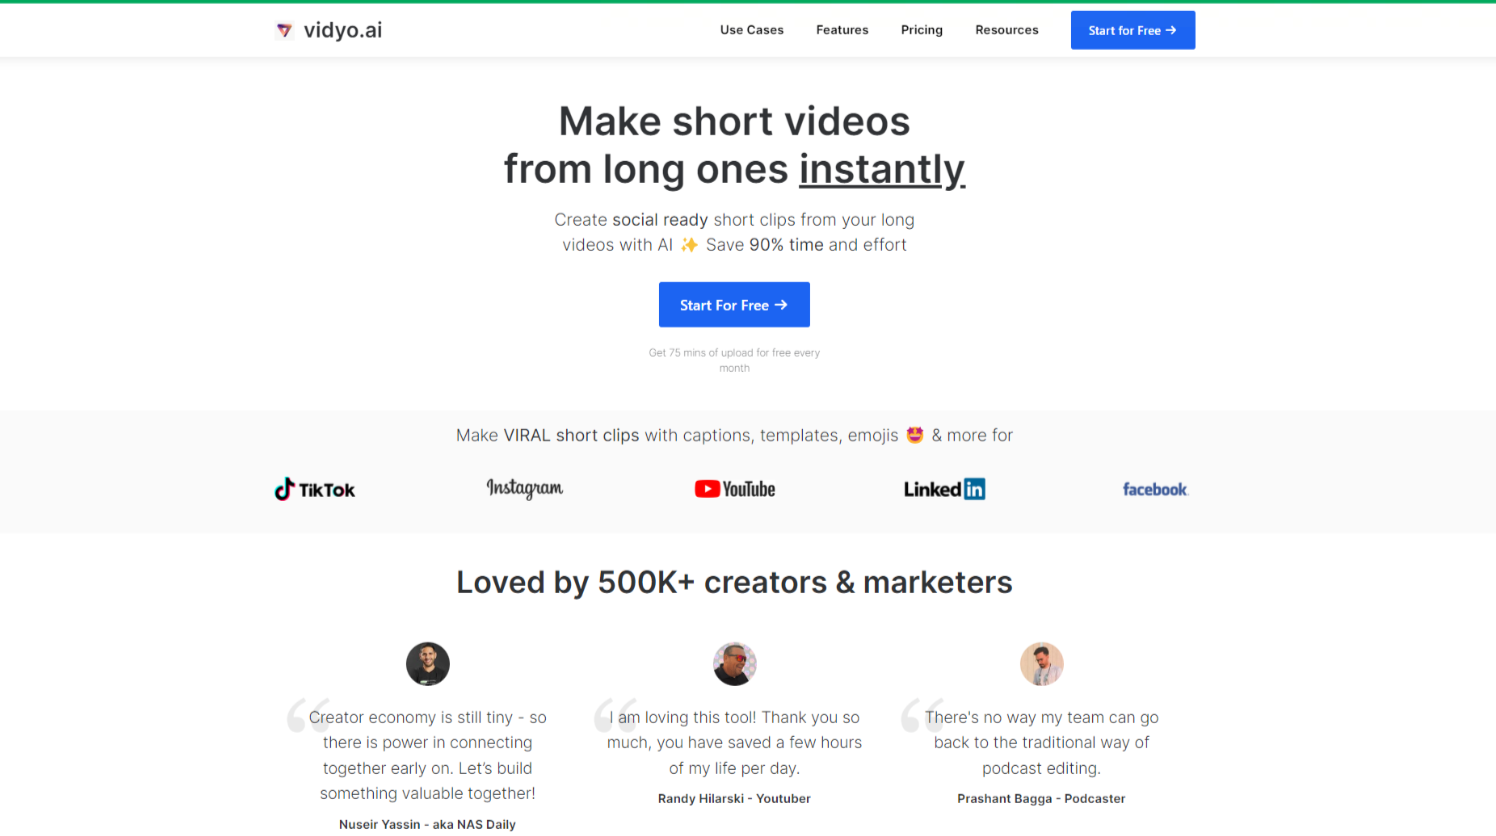 vidyo.ai
Use Cases
Features
Pricing
Resources
Start for Free →
Make short videos
from long ones instantly
Create social ready short clips from your long
videos with AI ✨ Save 90% time and effort
Start For Free →
Get 75 mins of upload for free every
month
Make VIRAL short clips with captions, templates, emojis 🤩 & more for
TikTok
Instagram
YouTube
Linked in
facebook
Loved by 500K+ creators & marketers
Creator economy is still tiny - so
there is power in connecting
together early on. Let’s build
something valuable together!
Nuseir Yassin - aka NAS Daily
I am loving this tool! Thank you so
much, you have saved a few hours
of my life per day.
Randy Hilarski - Youtuber
There's no way my team can go
back to the traditional way of
podcast editing.
Prashant Bagga - Podcaster